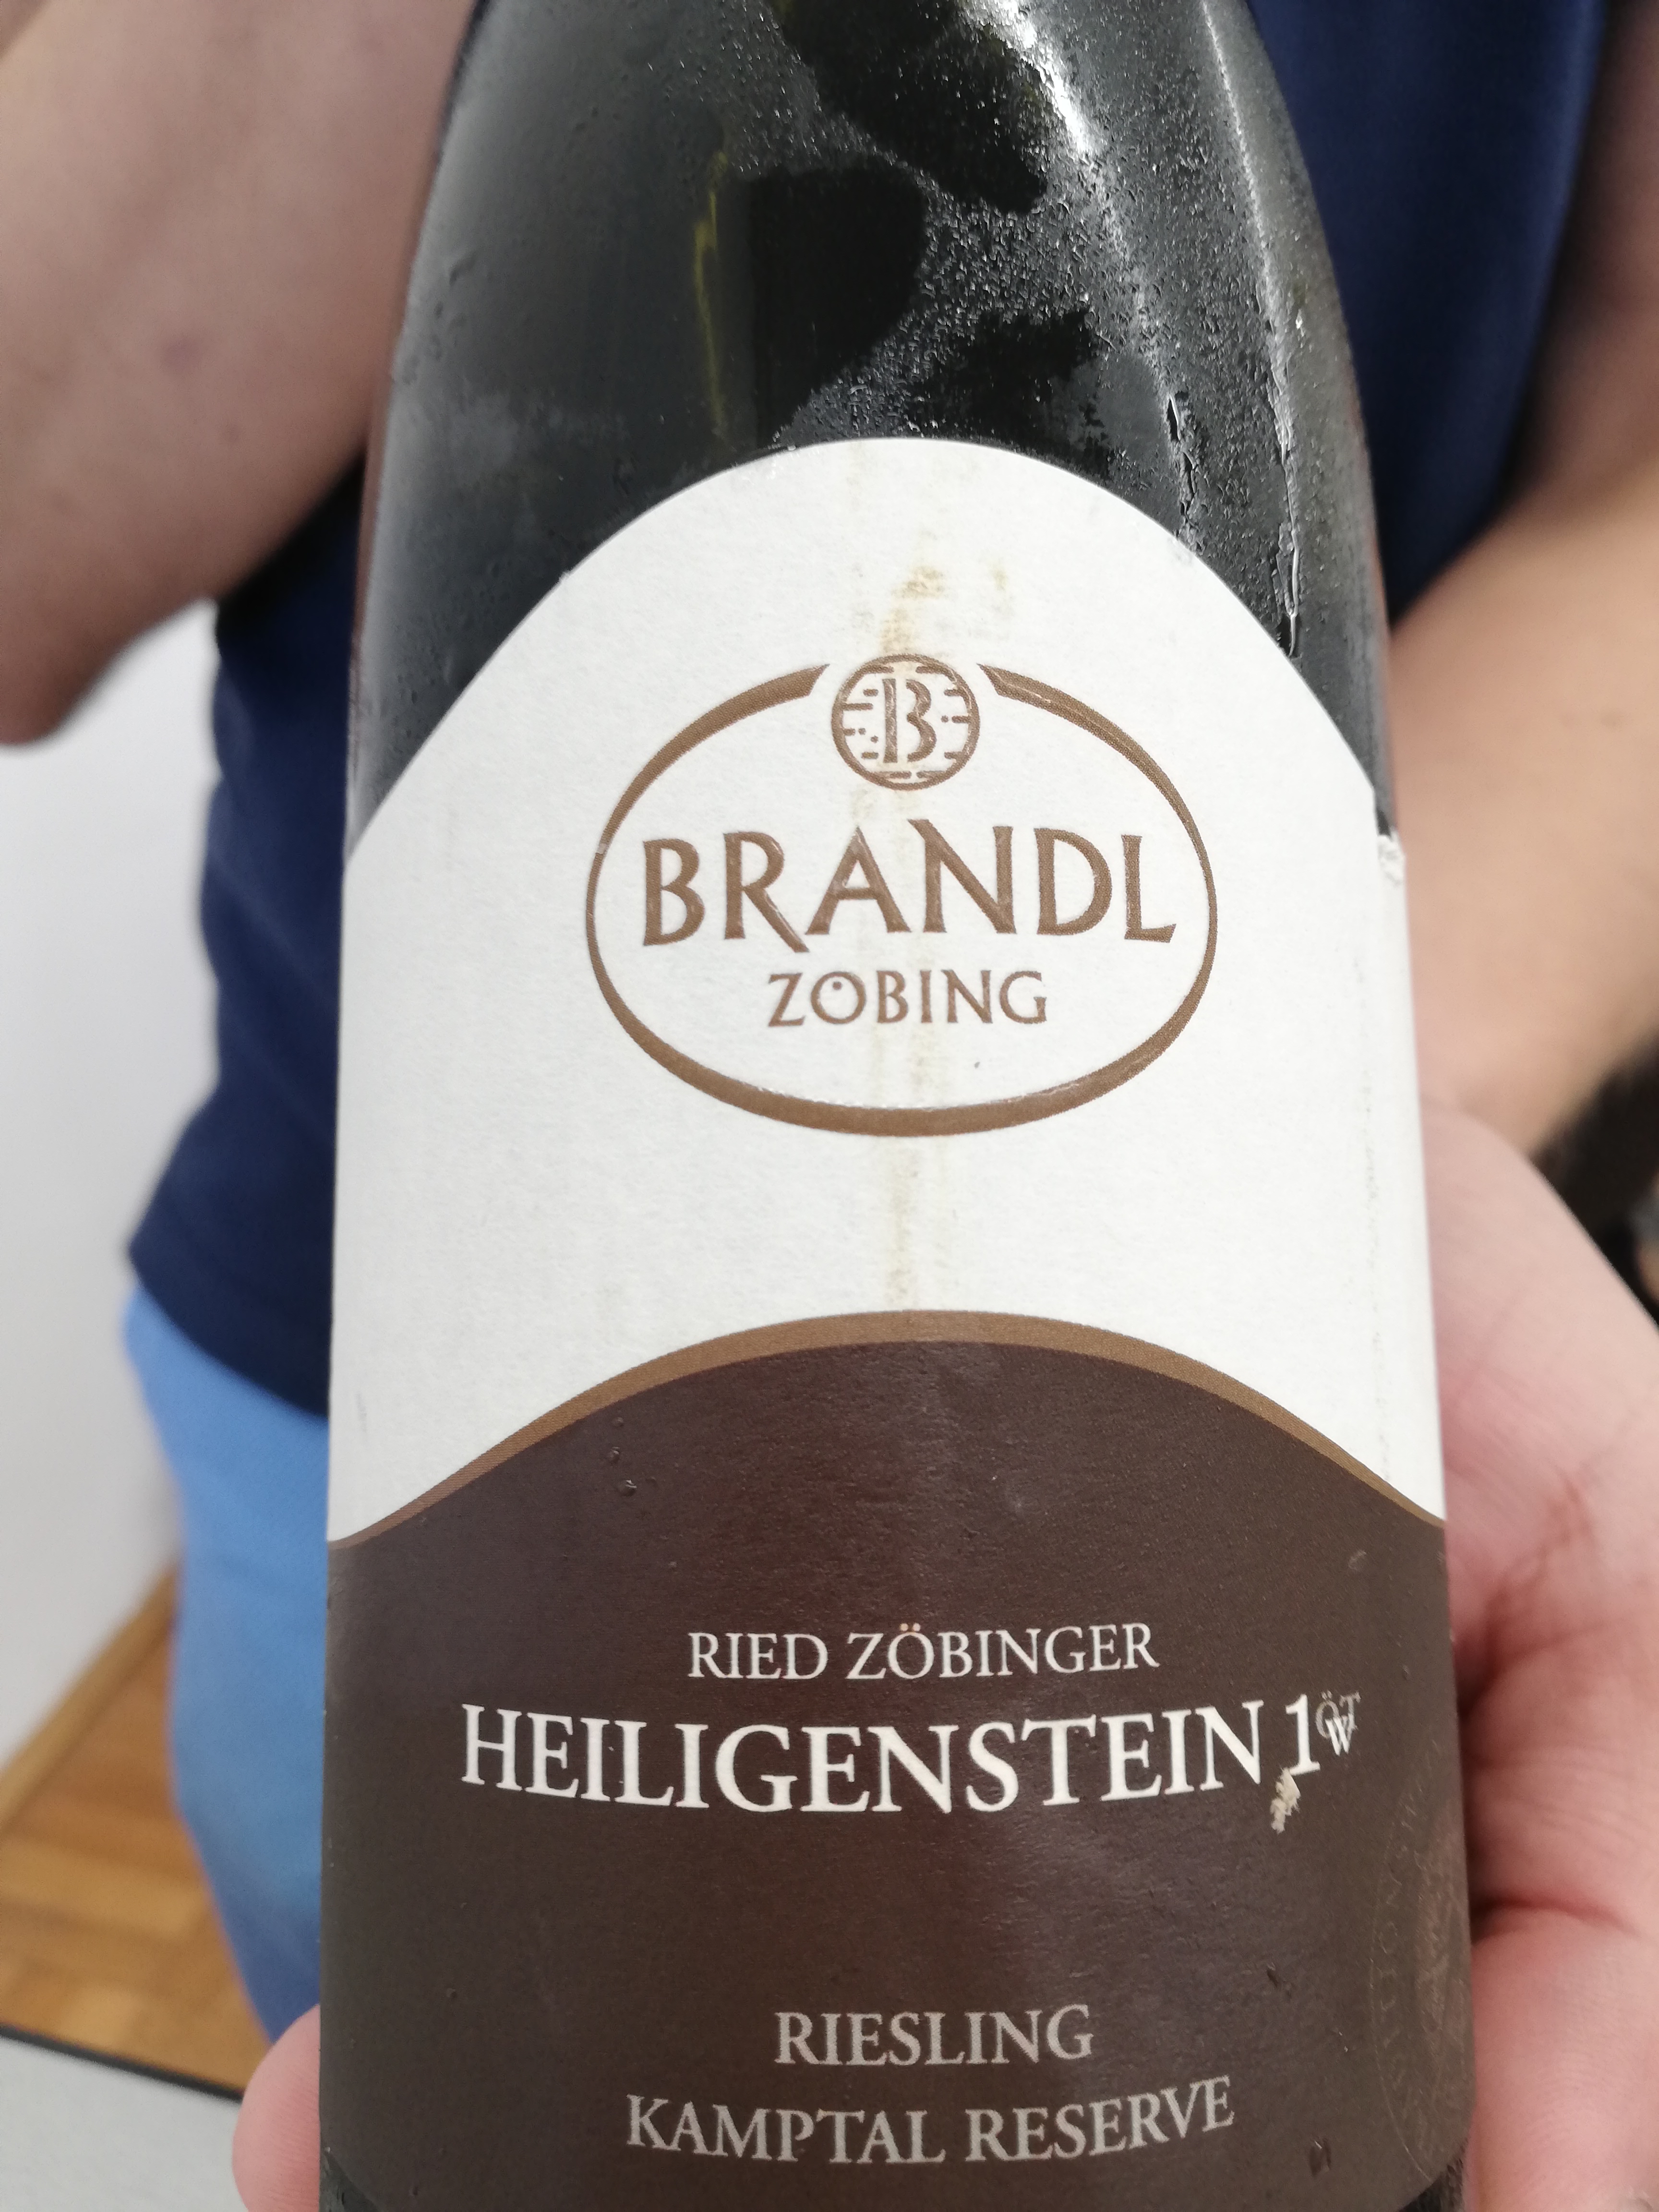 B
BRANDL
ZÖBING
RIED ZÖBINGER
HEILIGENSTEIN 1ÖTW
RIESLING
KAMPTAL RESERVE